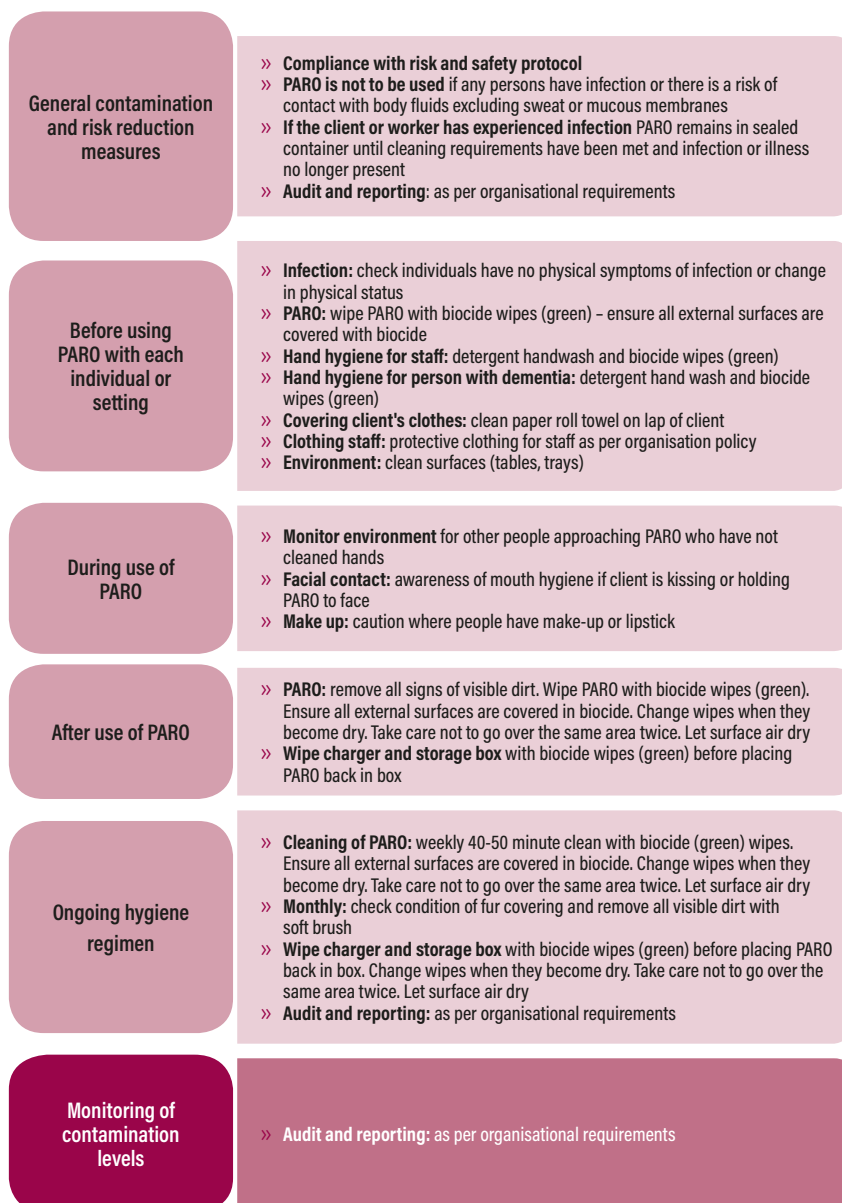 General contamination
and risk reduction
measures
» Compliance with risk and safety protocol
» PARO is not to be used if any persons have infection or there is a risk of
contact with body fluids excluding sweat or mucous membranes
» If the client or worker has experienced infection PARO remains in sealed
container until cleaning requirements have been met and infection or illness
no longer present
» Audit and reporting: as per organisational requirements
Before using
PARO with each
individual or
setting
» Infection: check individuals have no physical symptoms of infection or change
in physical status
» PARO: wipe PARO with biocide wipes (green) – ensure all external surfaces are
covered with biocide
» Hand hygiene for staff: detergent handwash and biocide wipes (green)
» Hand hygiene for person with dementia: detergent hand wash and biocide
wipes (green)
» Covering client's clothes: clean paper roll towel on lap of client
» Clothing staff: protective clothing for staff as per organisation policy
» Environment: clean surfaces (tables, trays)
During use of
PARO
» Monitor environment for other people approaching PARO who have not
cleaned hands
» Facial contact: awareness of mouth hygiene if client is kissing or holding
PARO to face
» Make up: caution where people have make-up or lipstick
After use of PARO
» PARO: remove all signs of visible dirt. Wipe PARO with biocide wipes (green).
Ensure all external surfaces are covered in biocide. Change wipes when they
become dry. Take care not to go over the same area twice. Let surface air dry
» Wipe charger and storage box with biocide wipes (green) before placing
PARO back in box
Ongoing hygiene
regimen
» Cleaning of PARO: weekly 40-50 minute clean with biocide (green) wipes.
Ensure all external surfaces are covered in biocide. Change wipes when they
become dry. Take care not to go over the same area twice. Let surface air dry
» Monthly: check condition of fur covering and remove all visible dirt with
soft brush
» Wipe charger and storage box with biocide wipes (green) before placing PARO
back in box. Change wipes when they become dry. Take care not to go over the
same area twice. Let surface air dry
» Audit and reporting: as per organisational requirements
Monitoring of
contamination
levels
» Audit and reporting: as per organisational requirements